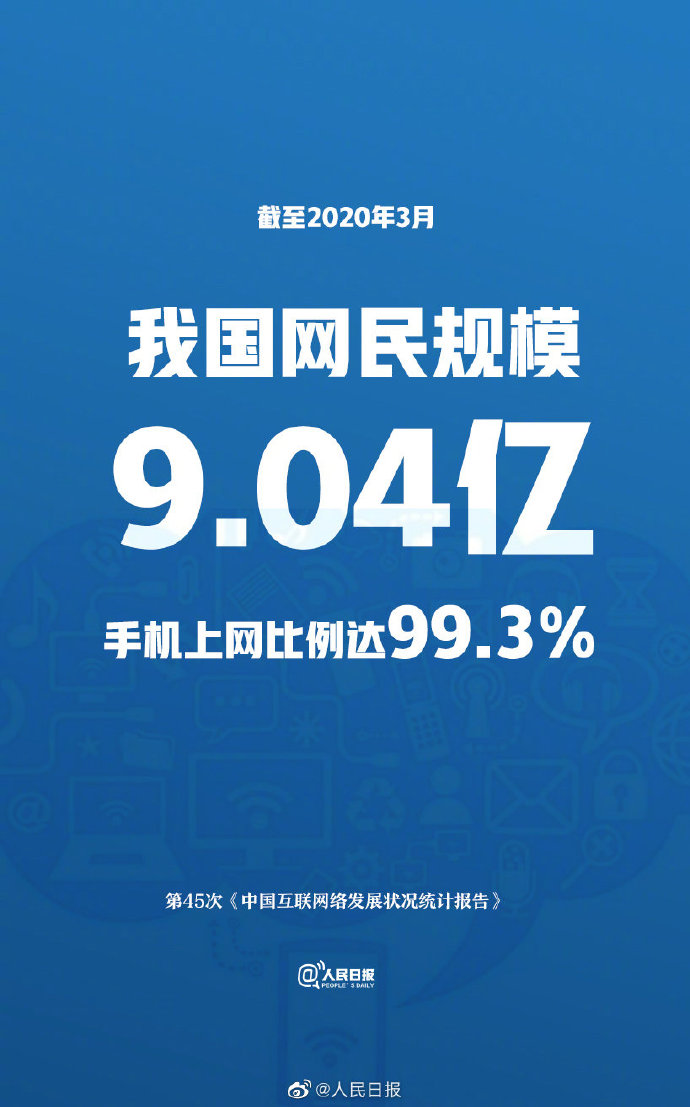 截至2020年3月
我国网民规模
9.04亿
手机上网比例达99.3%
第45次《中国互联网络发展状况统计报告》
@人民日报
PEOPLE'S DAILY
@人民日报